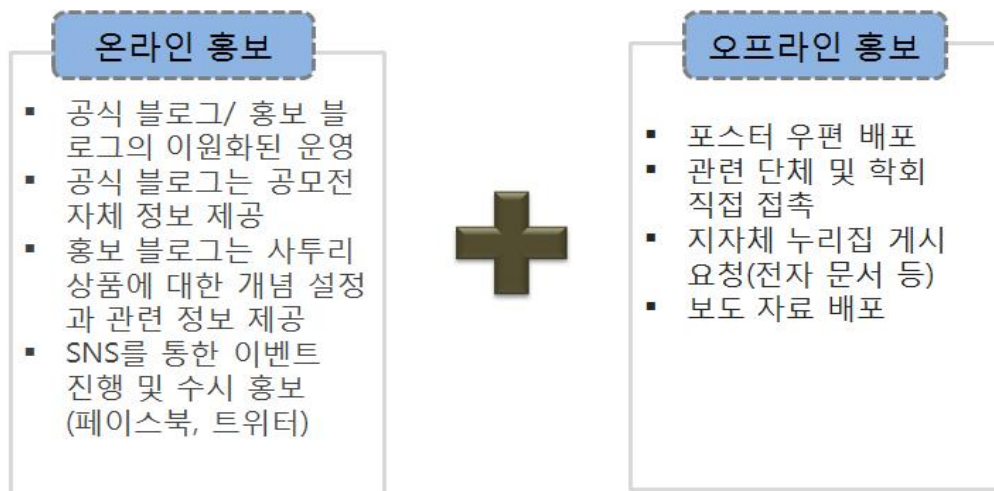 온라인 홍보
▪ 공식 블로그/ 홍보 블
로그의 이원화된 운영
▪ 공식 블로그는 공모전
자체 정보 제공
▪ 홍보 블로그는 사투리
상품에 대한 개념 설정
과 관련 정보 제공
▪ SNS를 통한 이벤트
진행 및 수시 홍보
(페이스북, 트위터)
오프라인 홍보
▪ 포스터 우편 배포
▪ 관련 단체 및 학회
직접 접촉
▪ 지자체 누리집 게시
요청(전자 문서 등)
▪ 보도 자료 배포